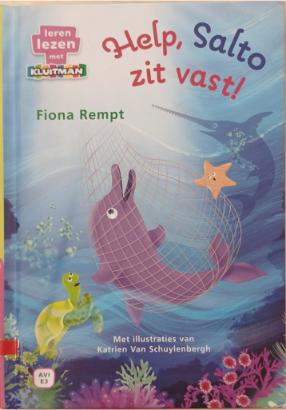 leren
lezen
met
KLUITMAN
Help, Salto
zit vast!
Fiona Rempt
Met illustraties van
Katrien Van Schuylenbergh
AVI
E3